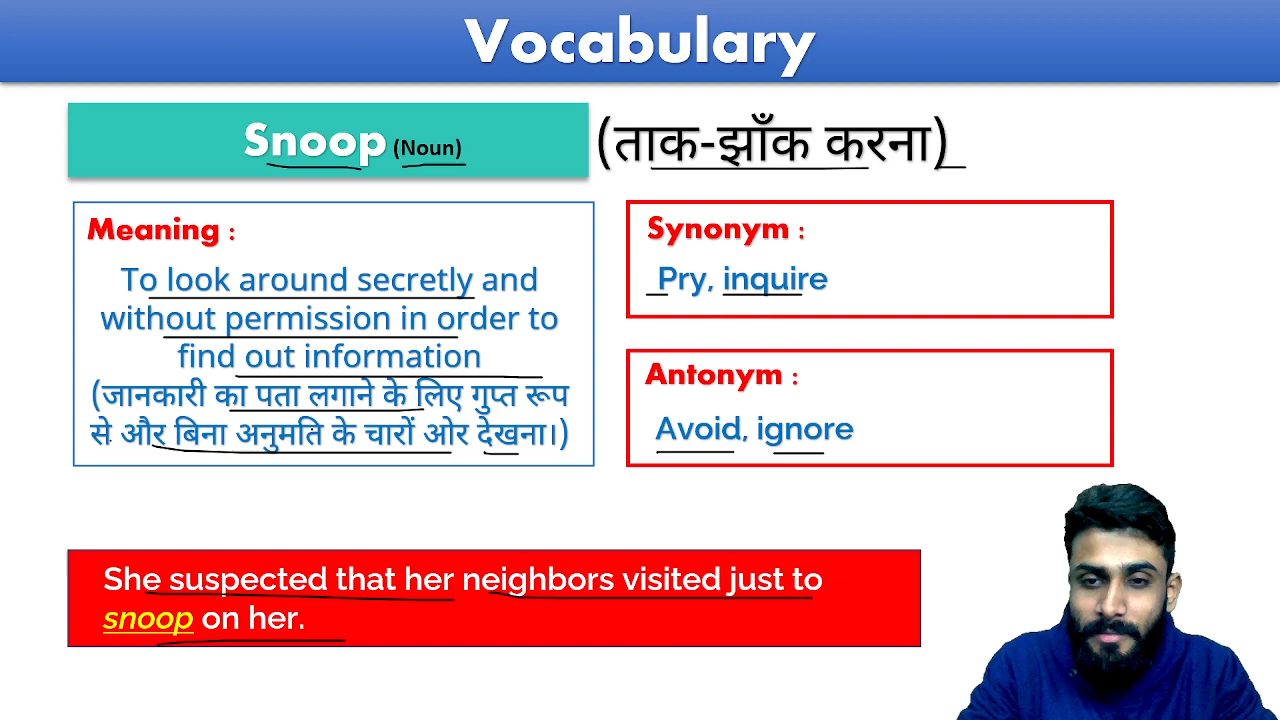 Vocabulary
Snoop (Noun)
(ताक-झाँक करना)
Meaning :
To look around secretly and
without permission in order to
find out information
(जानकारी का पता लगाने के लिए गुप्त रूप
से और बिना अनुमति के चारों ओर देखना।)
Synonym :
Pry, inquire
Antonym :
Avoid, ignore
She suspected that her neighbors visited just to
snoop on her.